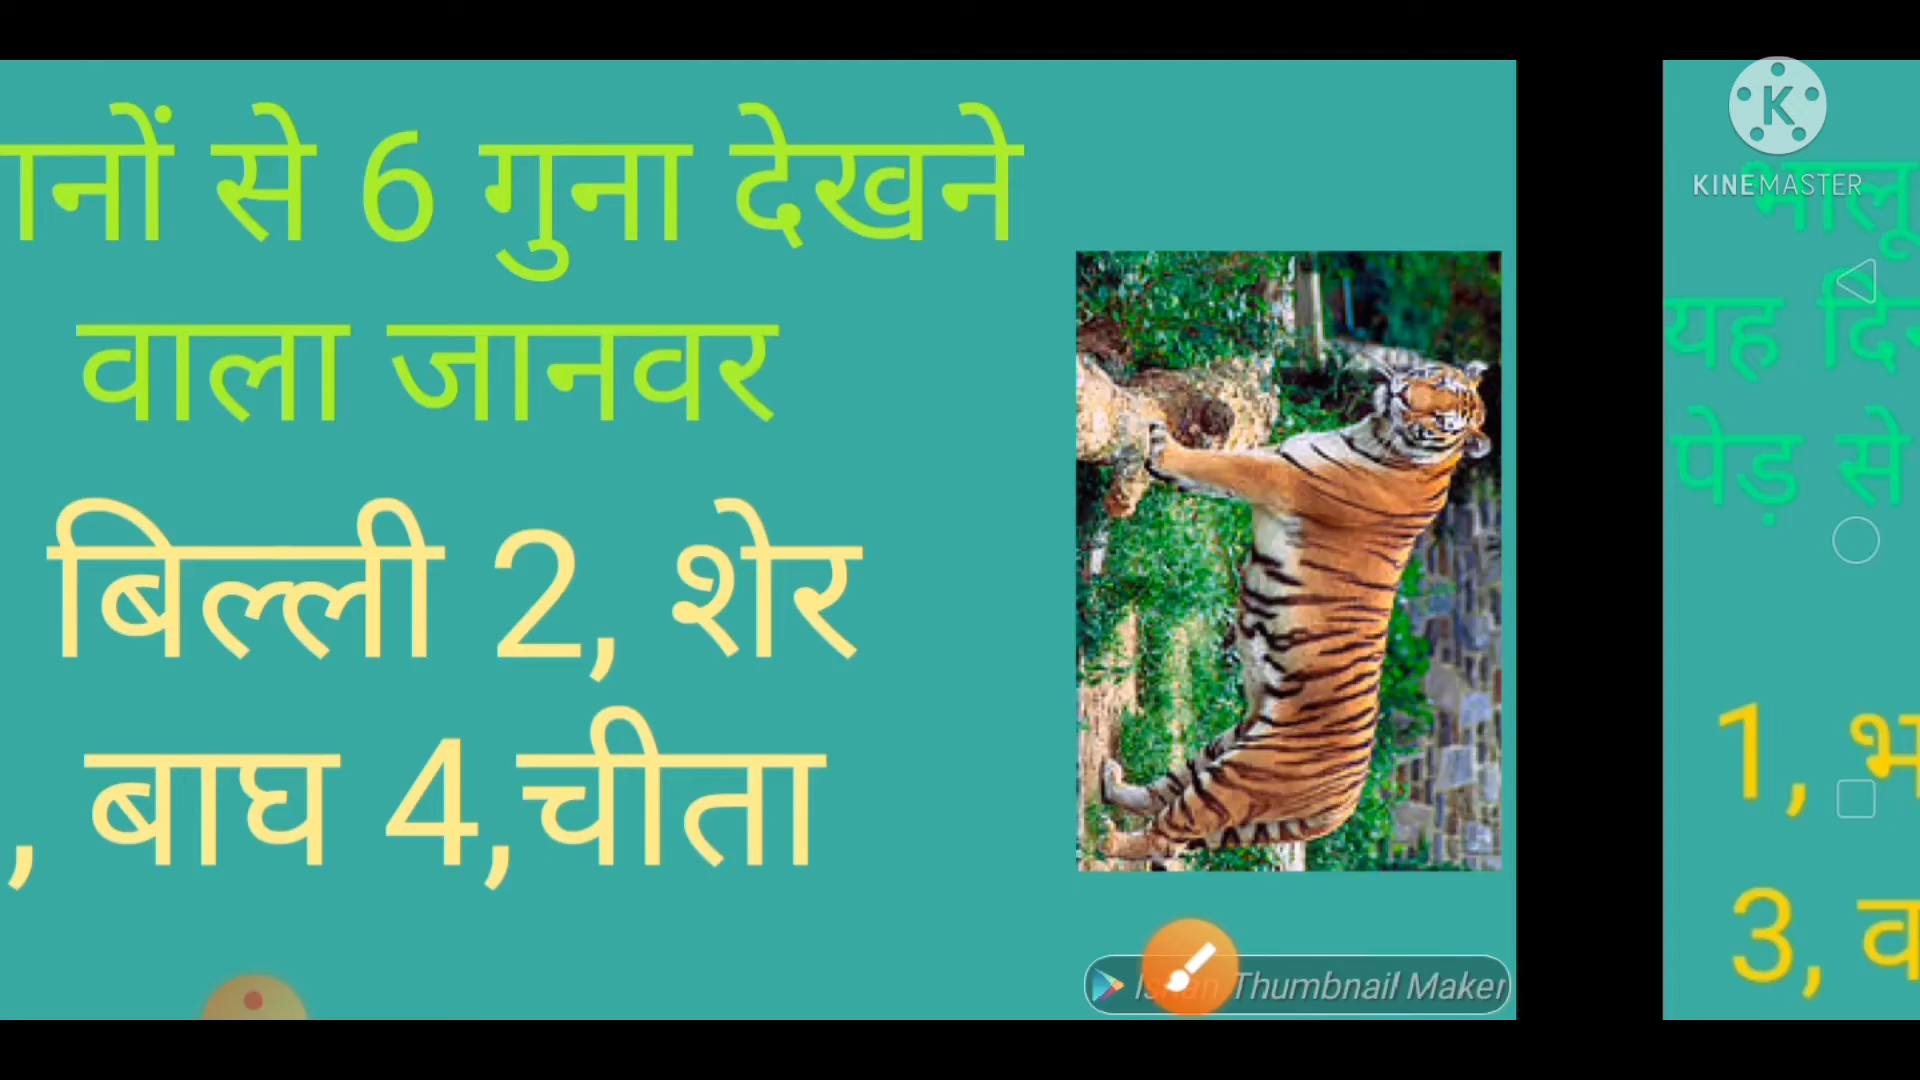 से 6 गुना देखने
वाला जानवर
बिल्ली 2, शेर
, बाघ 4,चीता
Thumbnail Maker
KINEMASTER
यह
पेड़ से
1,
3,